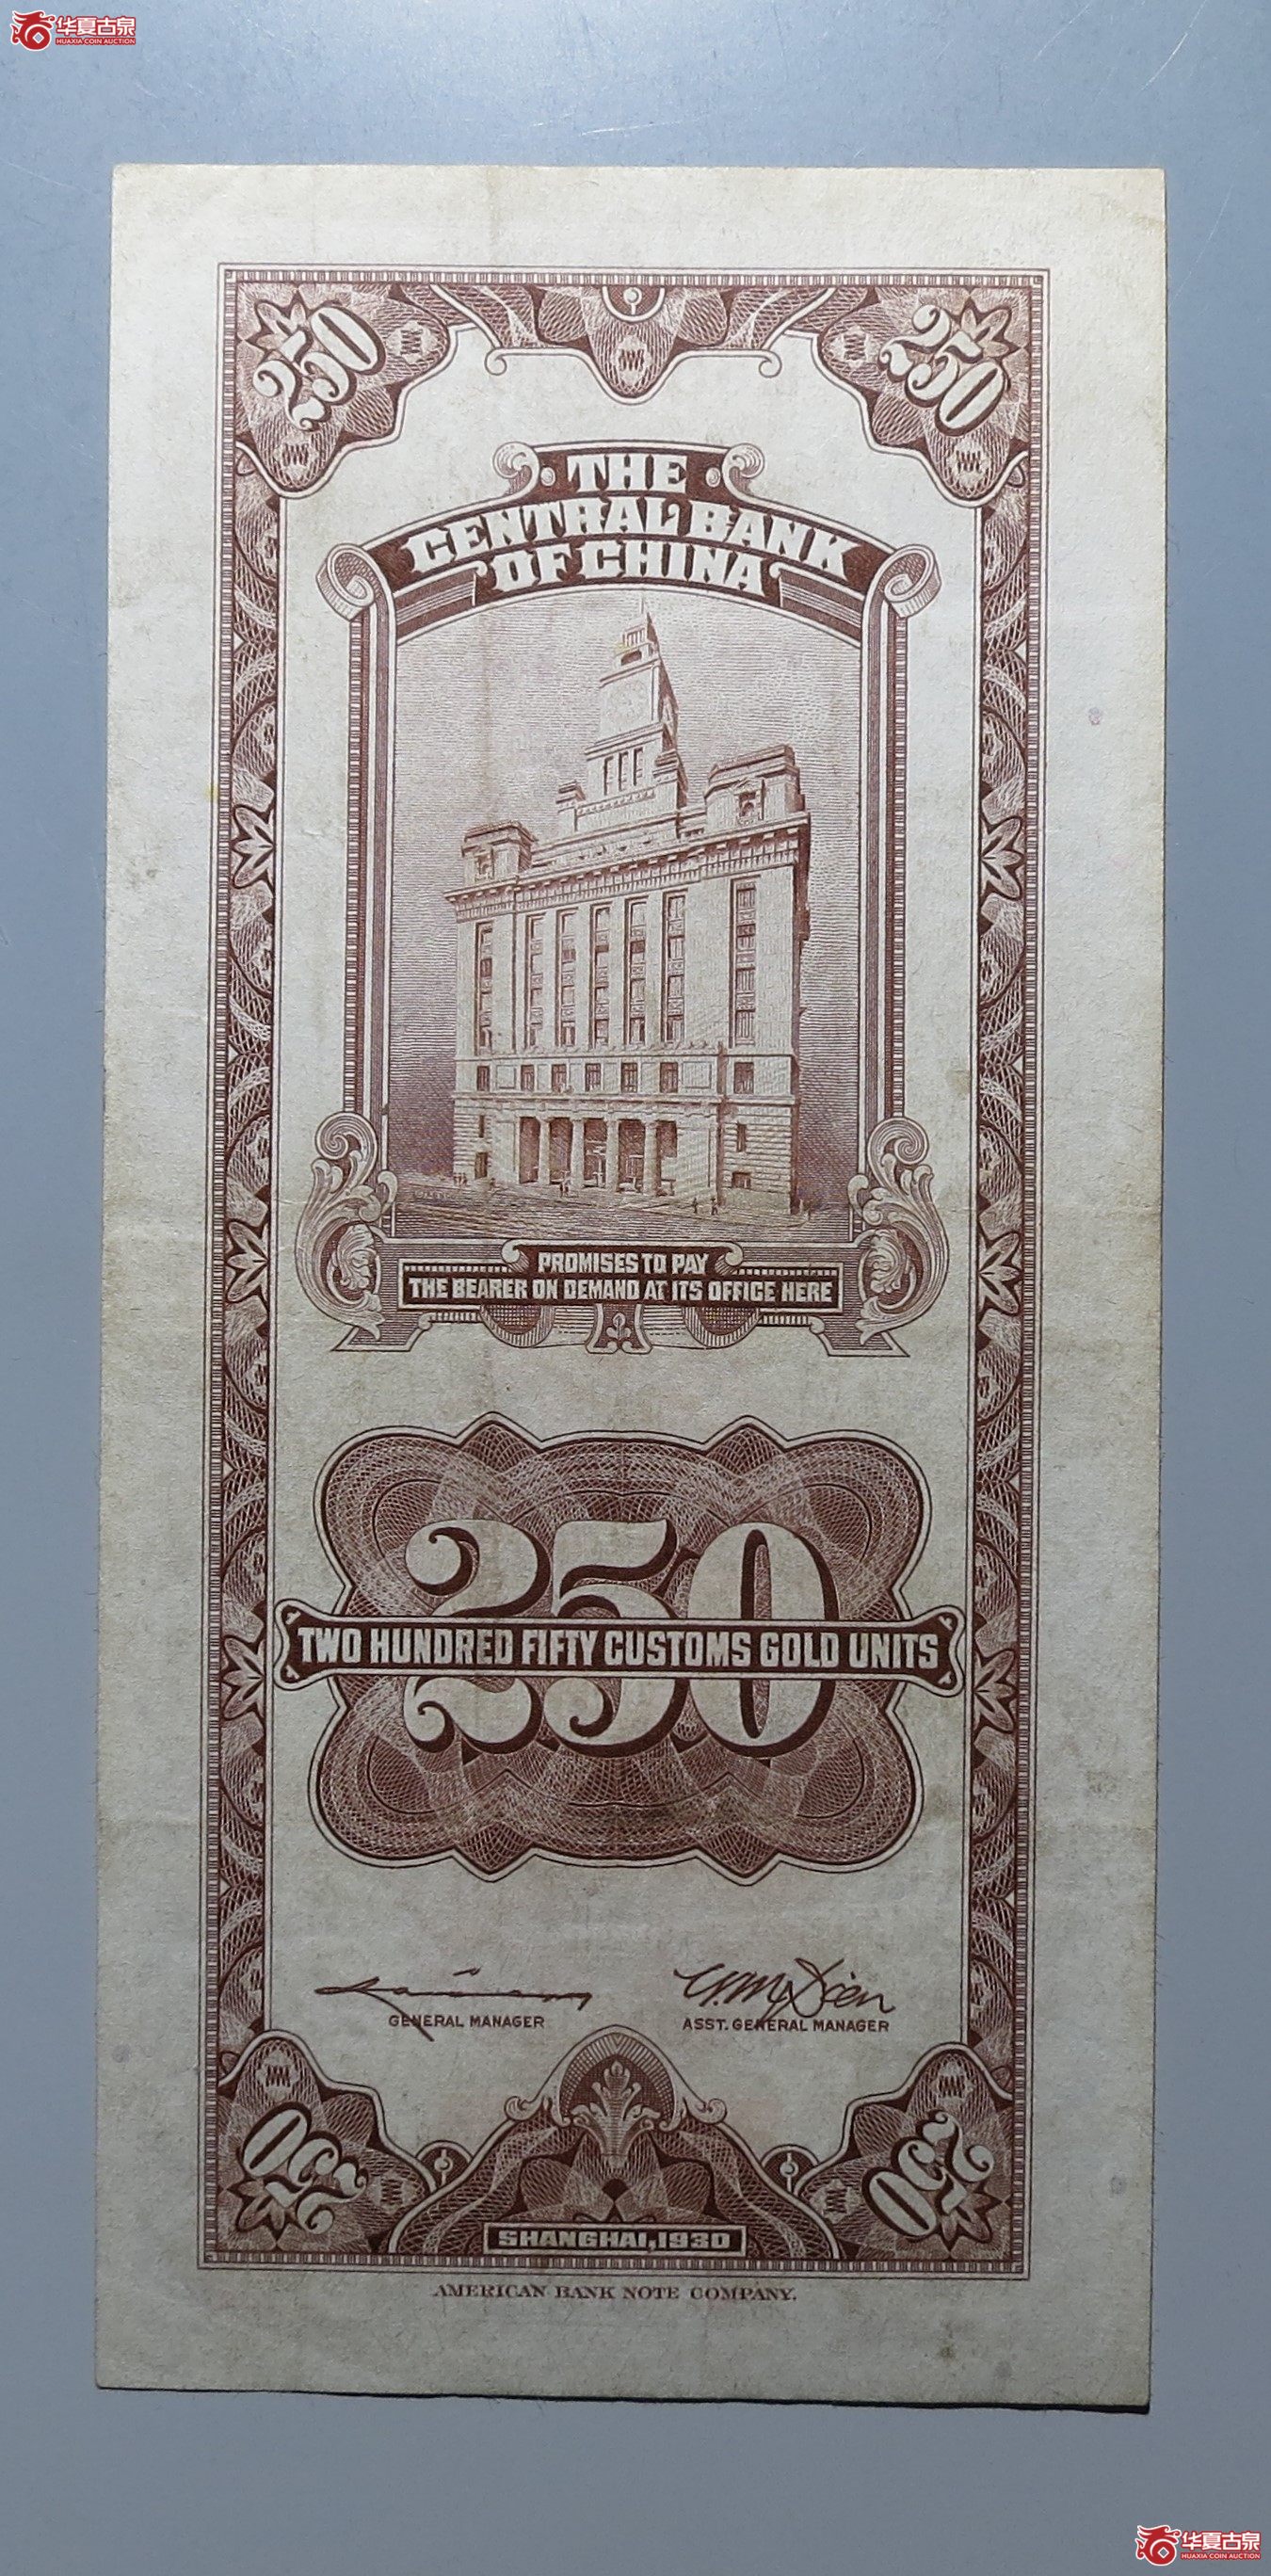 华夏古泉
HUAXIA COIN AUCTION
250
250
THE
CENTRAL BANK
OF CHINA
PROMISES TO PAY
THE BEARER ON DEMAND AT ITS OFFICE HERE
250
TWO HUNDRED FIFTY CUSTOMS GOLD UNITS
GENERAL MANAGER
ASST. GENERAL MANAGER
250
250
SHANGHAI, 1930
AMERICAN BANK NOTE COMPANY.
华夏古泉
HUAXIA COIN AUCTION